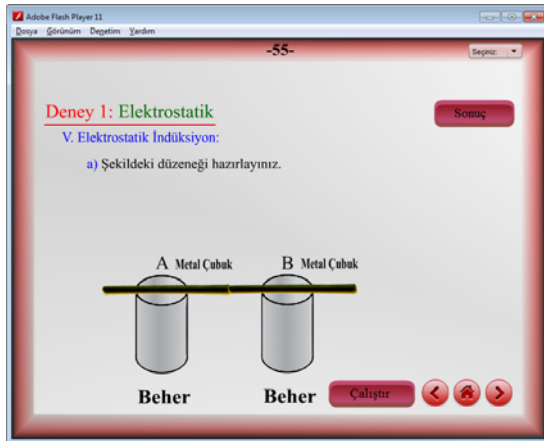 Adobe Flash Player 11
Dosya Görünüm Denetim Yardım
-55-
Seçiniz:
Deney 1: Elektrostatik
Sonuç
V. Elektrostatik İndüksiyon:
a) Şekildeki düzeneği hazırlayınız.
A Metal Çubuk B Metal Çubuk
Beher Beher Çalıştır